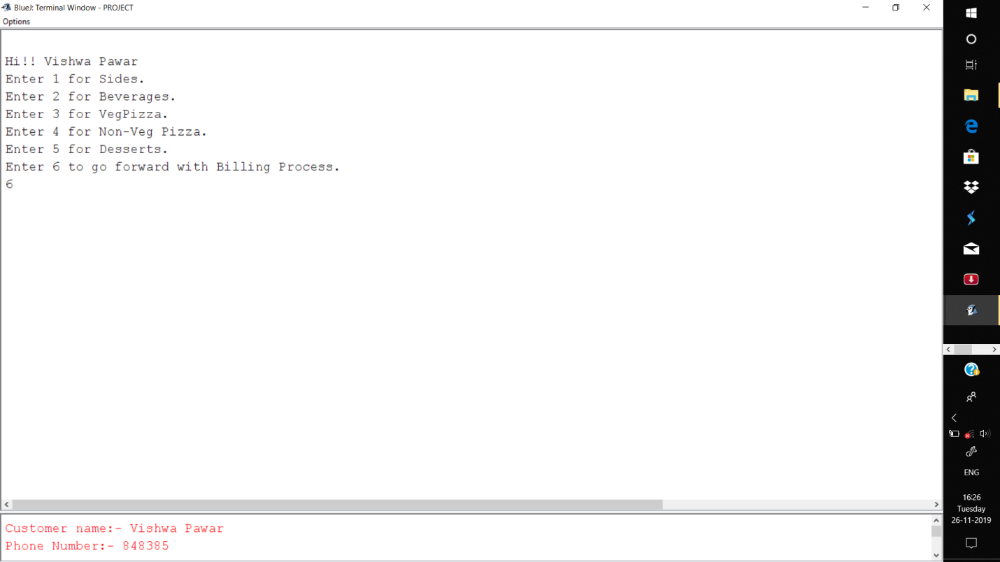 BlueJ: Terminal Window - PROJECT
Options
Hi!! Vishwa Pawar
Enter 1 for Sides.
Enter 2 for Beverages.
Enter 3 for VegPizza.
Enter 4 for Non-Veg Pizza.
Enter 5 for Desserts.
Enter 6 to go forward with Billing Process.
6
Customer name:- Vishwa Pawar
Phone Number:- 848385
ENG
16:26
Tuesday
26-11-2019